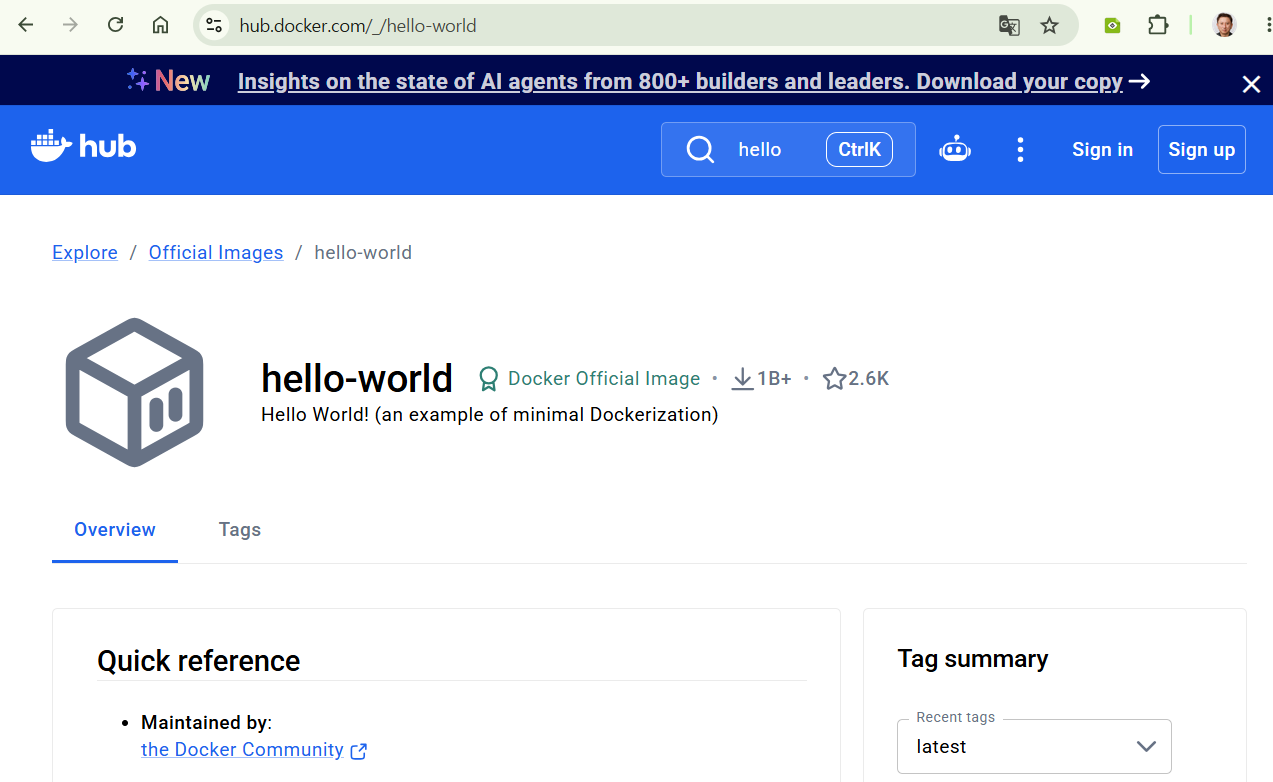 hub.docker.com/_/hello-world
New Insights on the state of AI agents from 800+ builders and leaders. Download your copy →
hub hello CtrlK Sign in Sign up
Explore / Official Images / hello-world
hello-world Docker Official Image · 1B+ · 2.6K
Hello World! (an example of minimal Dockerization)
Overview Tags
Quick reference
• Maintained by:
the Docker Community
Tag summary
Recent tags
latest